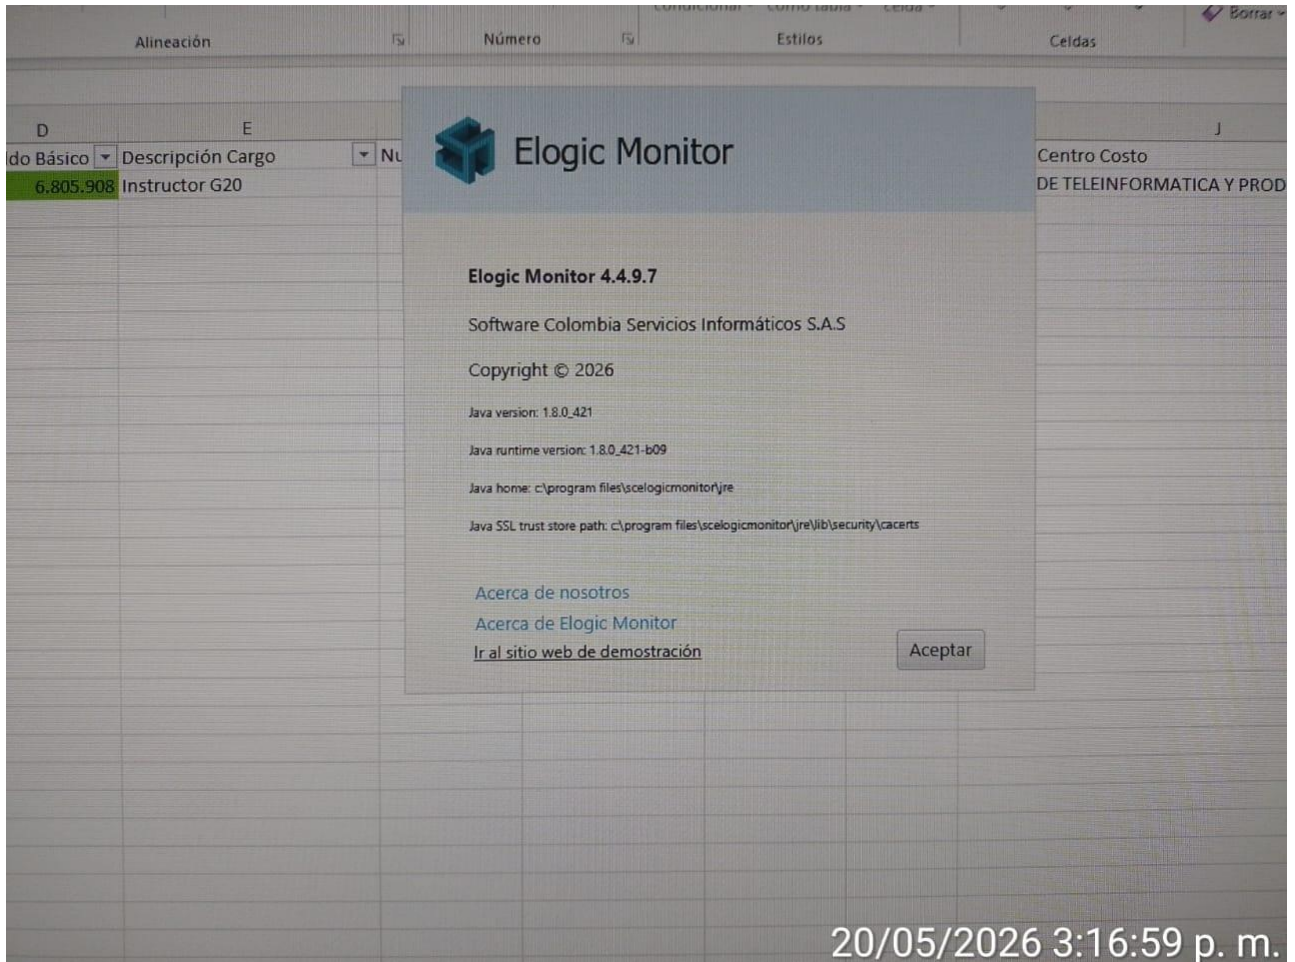 Borrar
Alineación
Número
Estilos
Celdas
D
E
J
do Básico
Descripción Cargo
Nu
Centro Costo
6.805.908
Instructor G20
DE TELEINFORMATICA Y PROD
Elogic Monitor
Elogic Monitor 4.4.9.7
Software Colombia Servicios Informáticos S.A.S
Copyright © 2026
Java version: 1.8.0_421
Java runtime version: 1.8.0_421-b09
Java home: c:\program files\scelogicmonitor\jre
Java SSL trust store path: c:\program files\scelogicmonitor\jre\lib\security\cacerts
Acerca de nosotros
Acerca de Elogic Monitor
Ir al sitio web de demostración
Aceptar
20/05/2026 3:16:59 p. m.